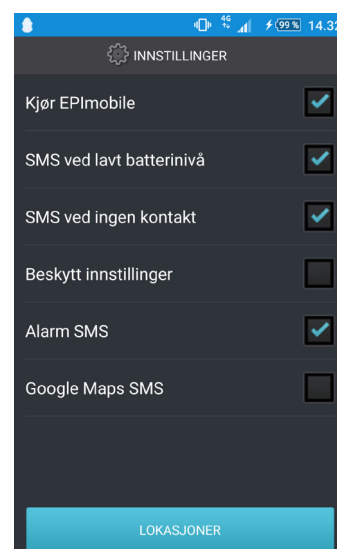 4G 99% 14.32
INNSTILLINGER
Kjør EPImobile
SMS ved lavt batterinivå
SMS ved ingen kontakt
Beskytt innstillinger
Alarm SMS
Google Maps SMS
LOKASJONER